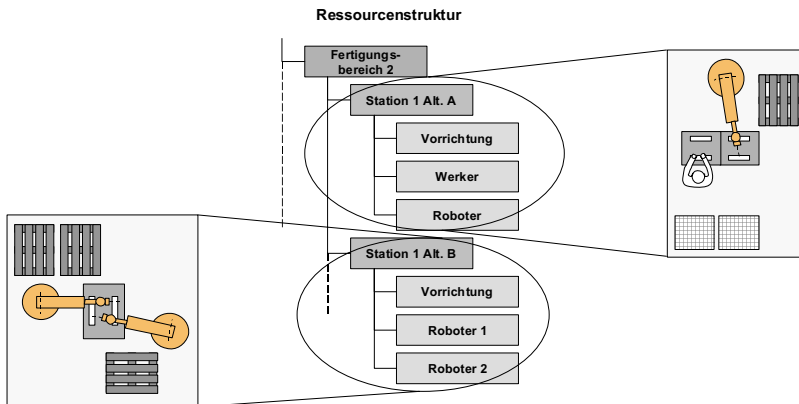 Ressourcenstruktur
Fertigungs-
bereich 2
Station 1 Alt. A
Vorrichtung
Werker
Roboter
Station 1 Alt. B
Vorrichtung
Roboter 1
Roboter 2